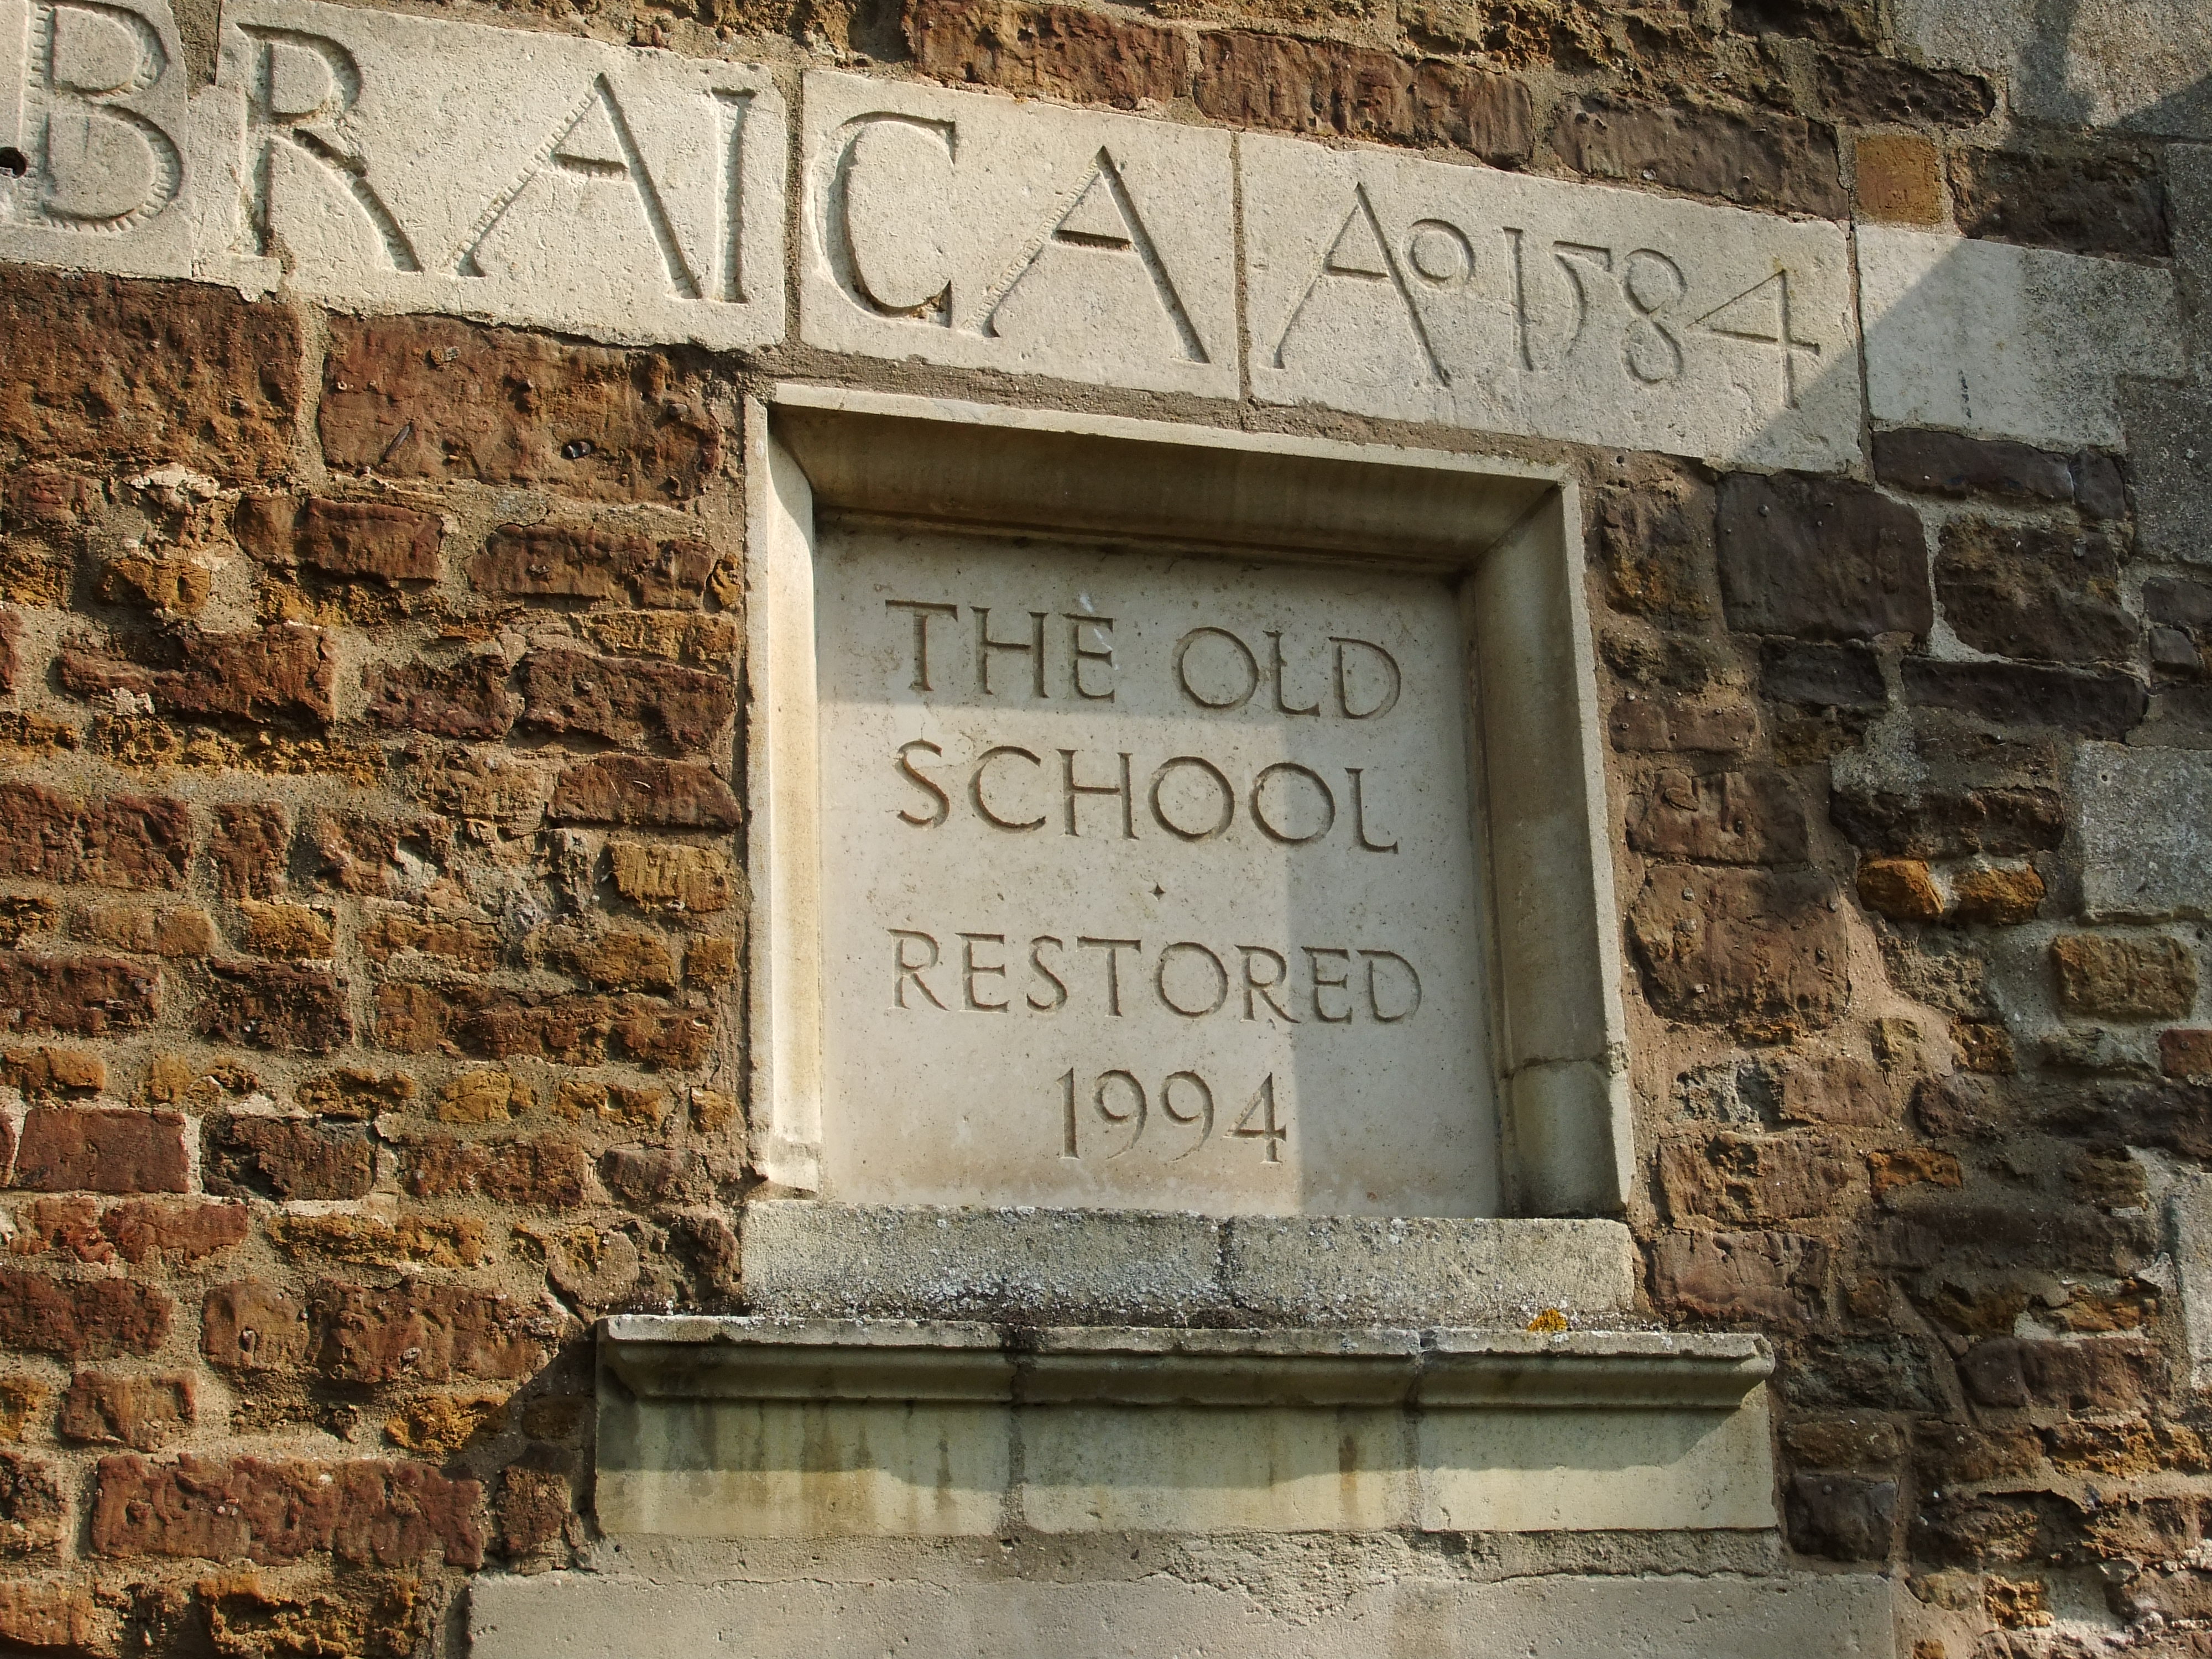 BRAICA Aº 1584
THE OLD
SCHOOL
RESTORED
1994